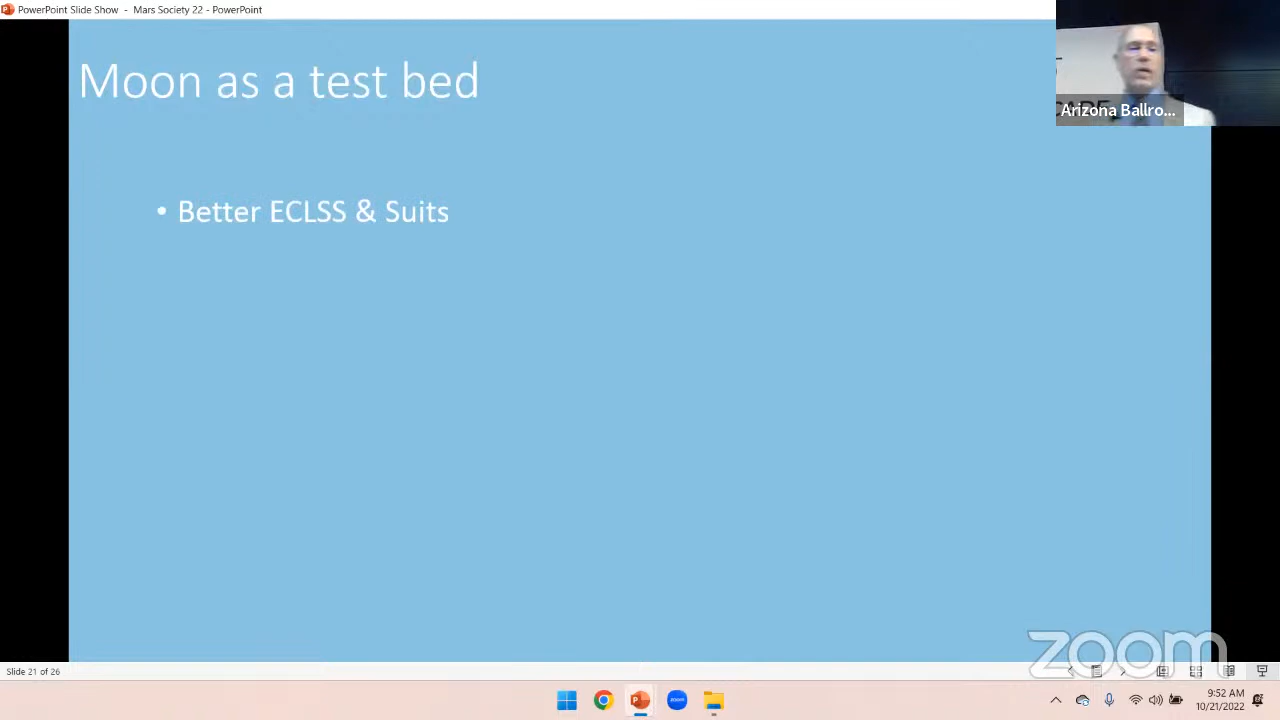 PowerPoint Slide Show - Mars Society 22 - PowerPoint
Moon as a test bed
Arizona Ballro...
• Better ECLSS & Suits
zoom
Slide 21 of 26
zoom
9:52 AM
10/21/2022